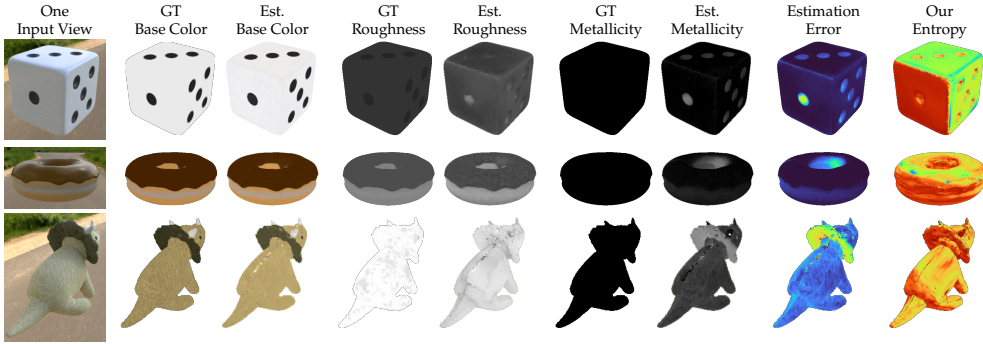 One Input View
GT Base Color
Est. Base Color
GT Roughness
Est. Roughness
GT Metallicity
Est. Metallicity
Estimation Error
Our Entropy